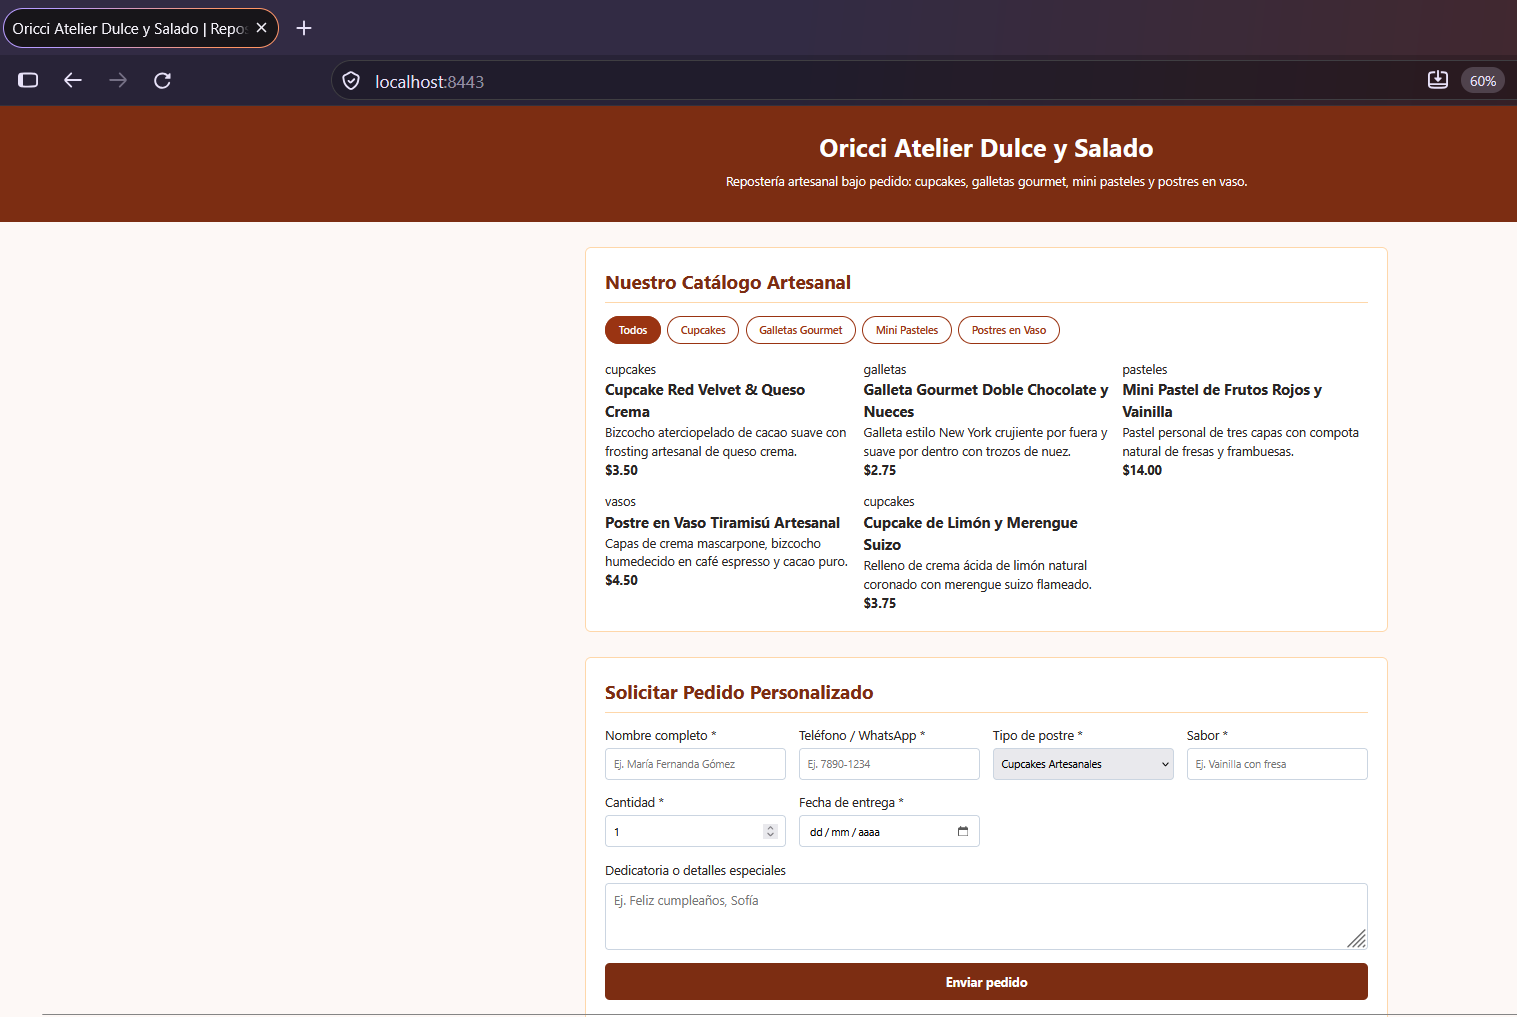 Oricci Atelier Dulce y Salado | Repos
localhost:8443
60%
Oricci Atelier Dulce y Salado
Repostería artesanal bajo pedido: cupcakes, galletas gourmet, mini pasteles y postres en vaso.
Nuestro Catálogo Artesanal
Todos
Cupcakes
Galletas Gourmet
Mini Pasteles
Postres en Vaso
cupcakes
Cupcake Red Velvet & Queso
Crema
Bizcocho aterciopelado de cacao suave con
frosting artesanal de queso crema.
$3.50
galletas
Galleta Gourmet Doble Chocolate y
Nueces
Galleta estilo New York crujiente por fuera y
suave por dentro con trozos de nuez.
$2.75
pasteles
Mini Pastel de Frutos Rojos y
Vainilla
Pastel personal de tres capas con compota
natural de fresas y frambuesas.
$14.00
vasos
Postre en Vaso Tiramisú Artesanal
Capas de crema mascarpone, bizcocho
humedecido en café espresso y cacao puro.
$4.50
cupcakes
Cupcake de Limón y Merengue
Suizo
Relleno de crema ácida de limón natural
coronado con merengue suizo flameado.
$3.75
Solicitar Pedido Personalizado
Nombre completo *
Ej. María Fernanda Gómez
Teléfono / WhatsApp *
Ej. 7890-1234
Tipo de postre *
Cupcakes Artesanales
Sabor *
Ej. Vainilla con fresa
Cantidad *
1
Fecha de entrega *
dd / mm / aaaa
Dedicatoria o detalles especiales
Ej. Feliz cumpleaños, Sofía
Enviar pedido